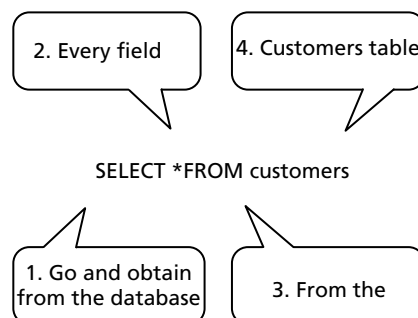 2. Every field
4. Customers table
SELECT *FROM customers
1. Go and obtain
from the database
3. From the